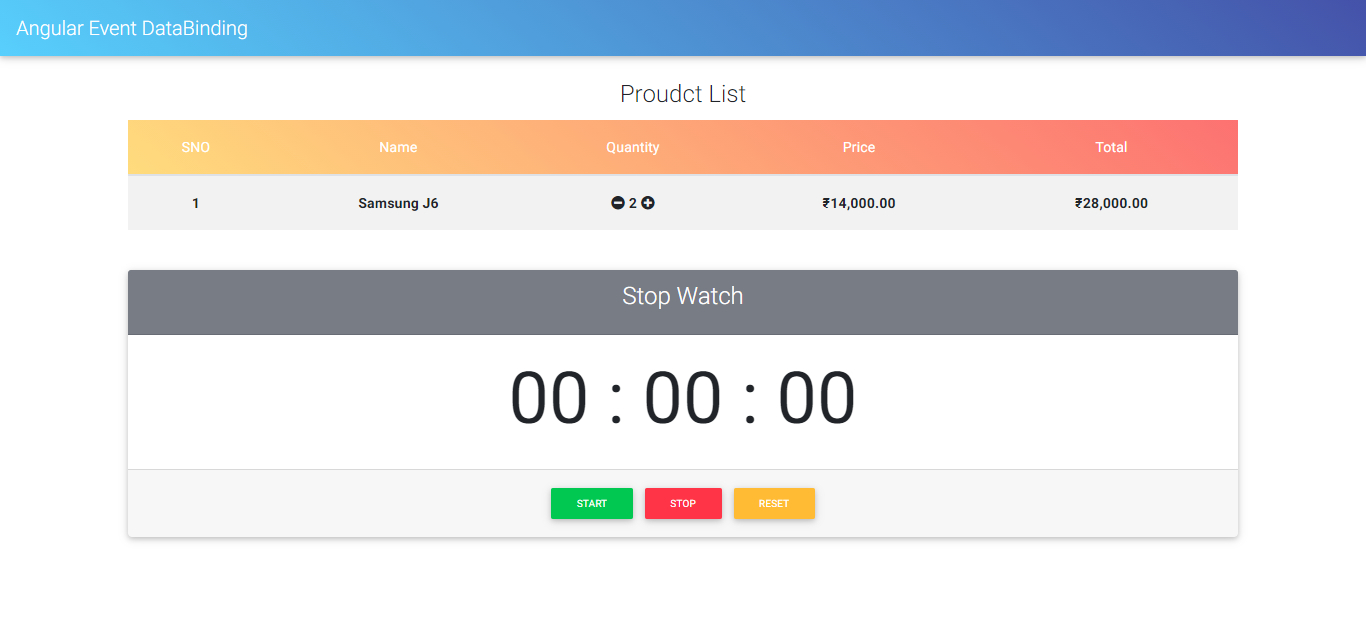 Angular Event DataBinding
Proudct List
SNO Name Quantity Price Total
1 Samsung J6 2 ₹14,000.00 ₹28,000.00
Stop Watch
00 : 00 : 00
START STOP RESET